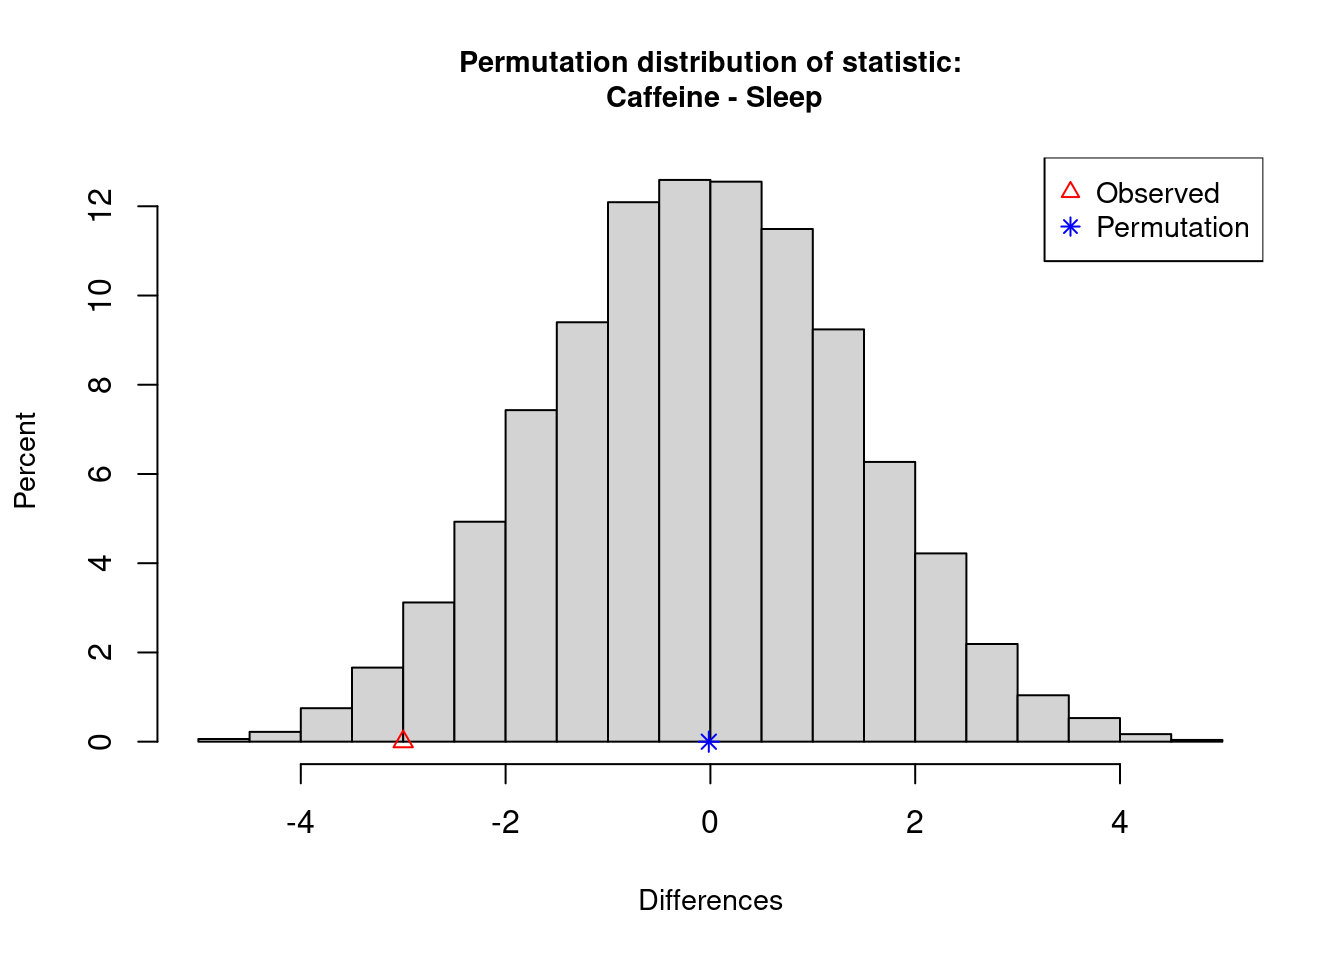 Permutation distribution of statistic:
Caffeine - Sleep
Observed
Permutation
Percent
12
10
8
6
4
2
0
-4 -2 0 2 4
Differences